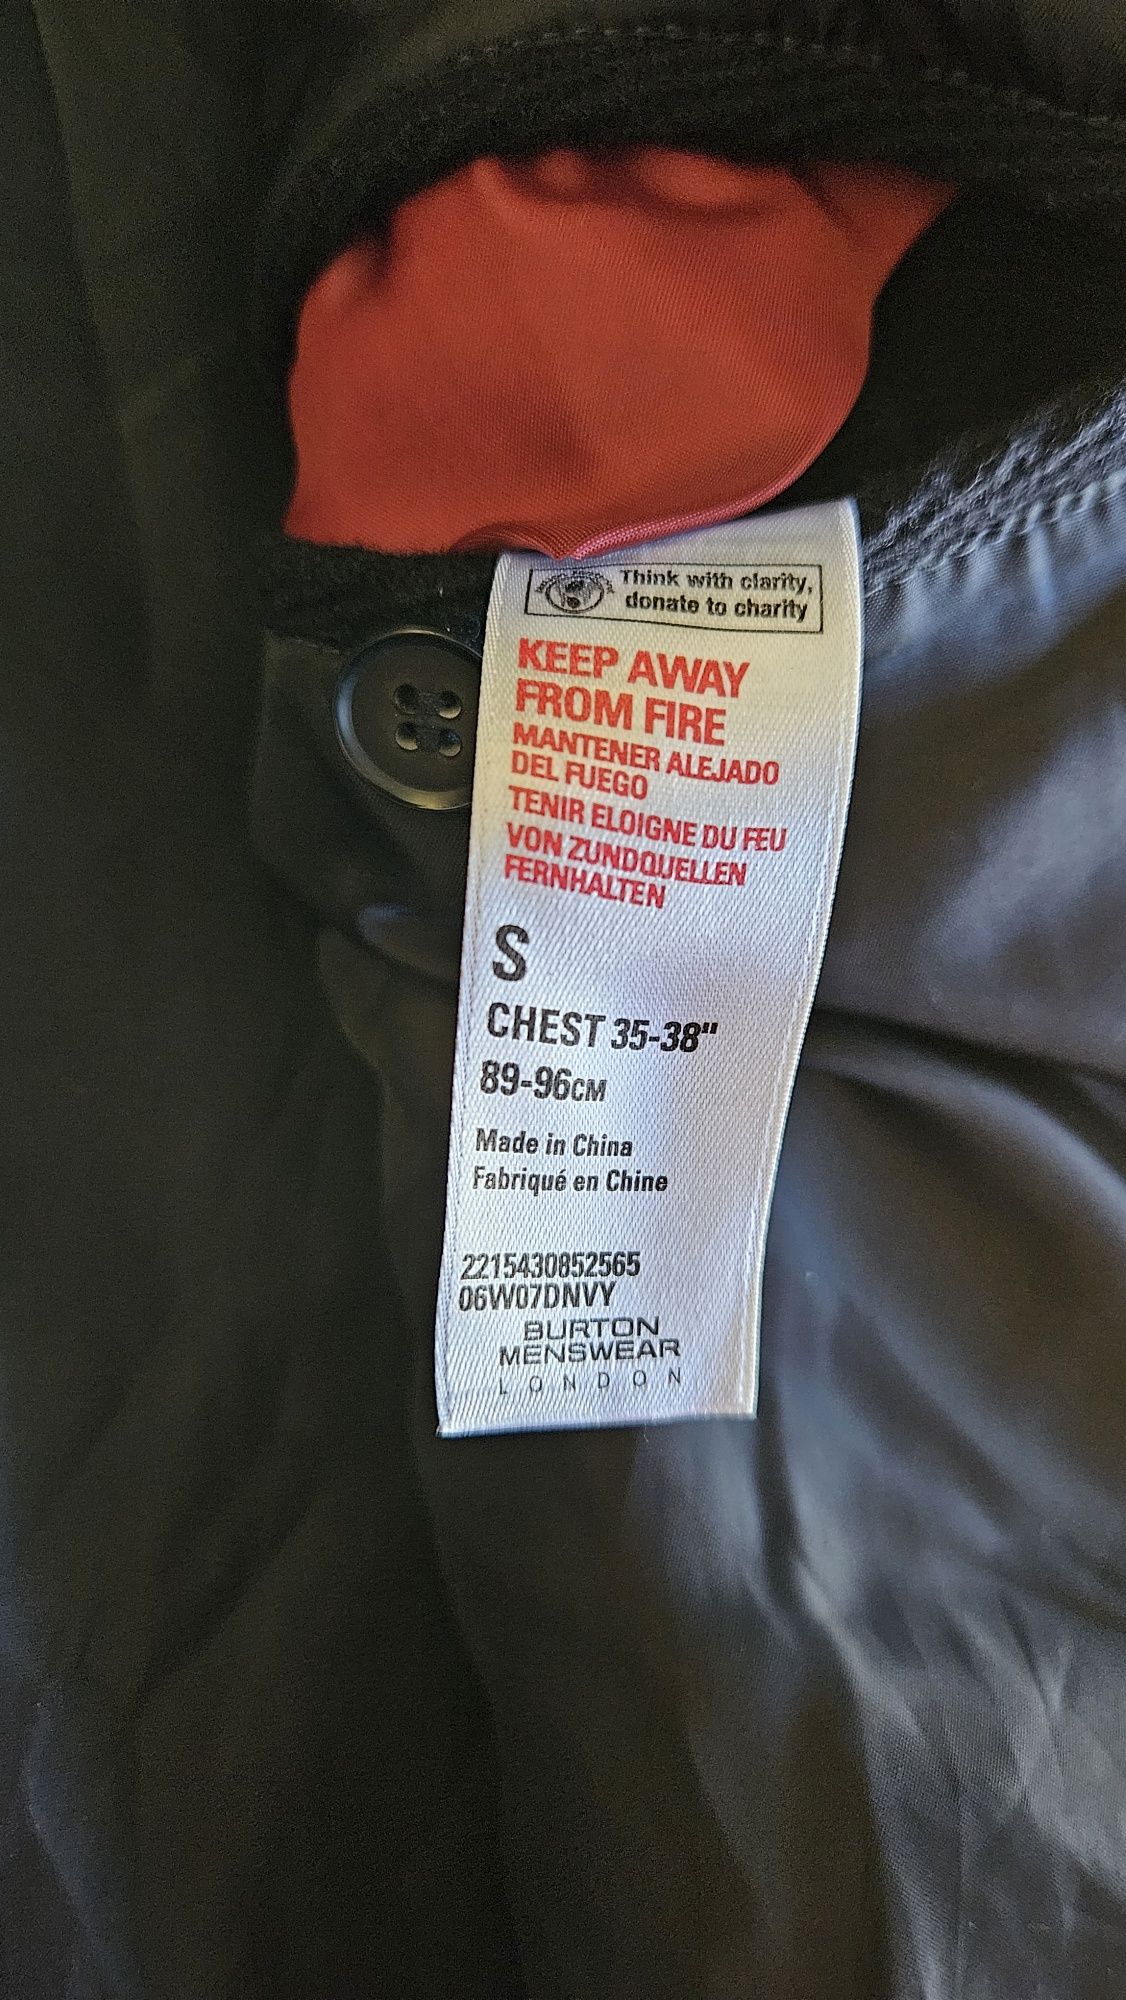 Think with clarity,
donate to charity
KEEP AWAY
FROM FIRE
MANTENER ALEJADO
DEL FUEGO
TENIR ELOIGNE DU FEU
VON ZUNDQUELLEN
FERNHALTEN
S
CHEST 35-38"
89-96CM
Made in China
Fabriqué en Chine
2215430852565
06W07DNVY
BURTON
MENSWEAR
LONDON